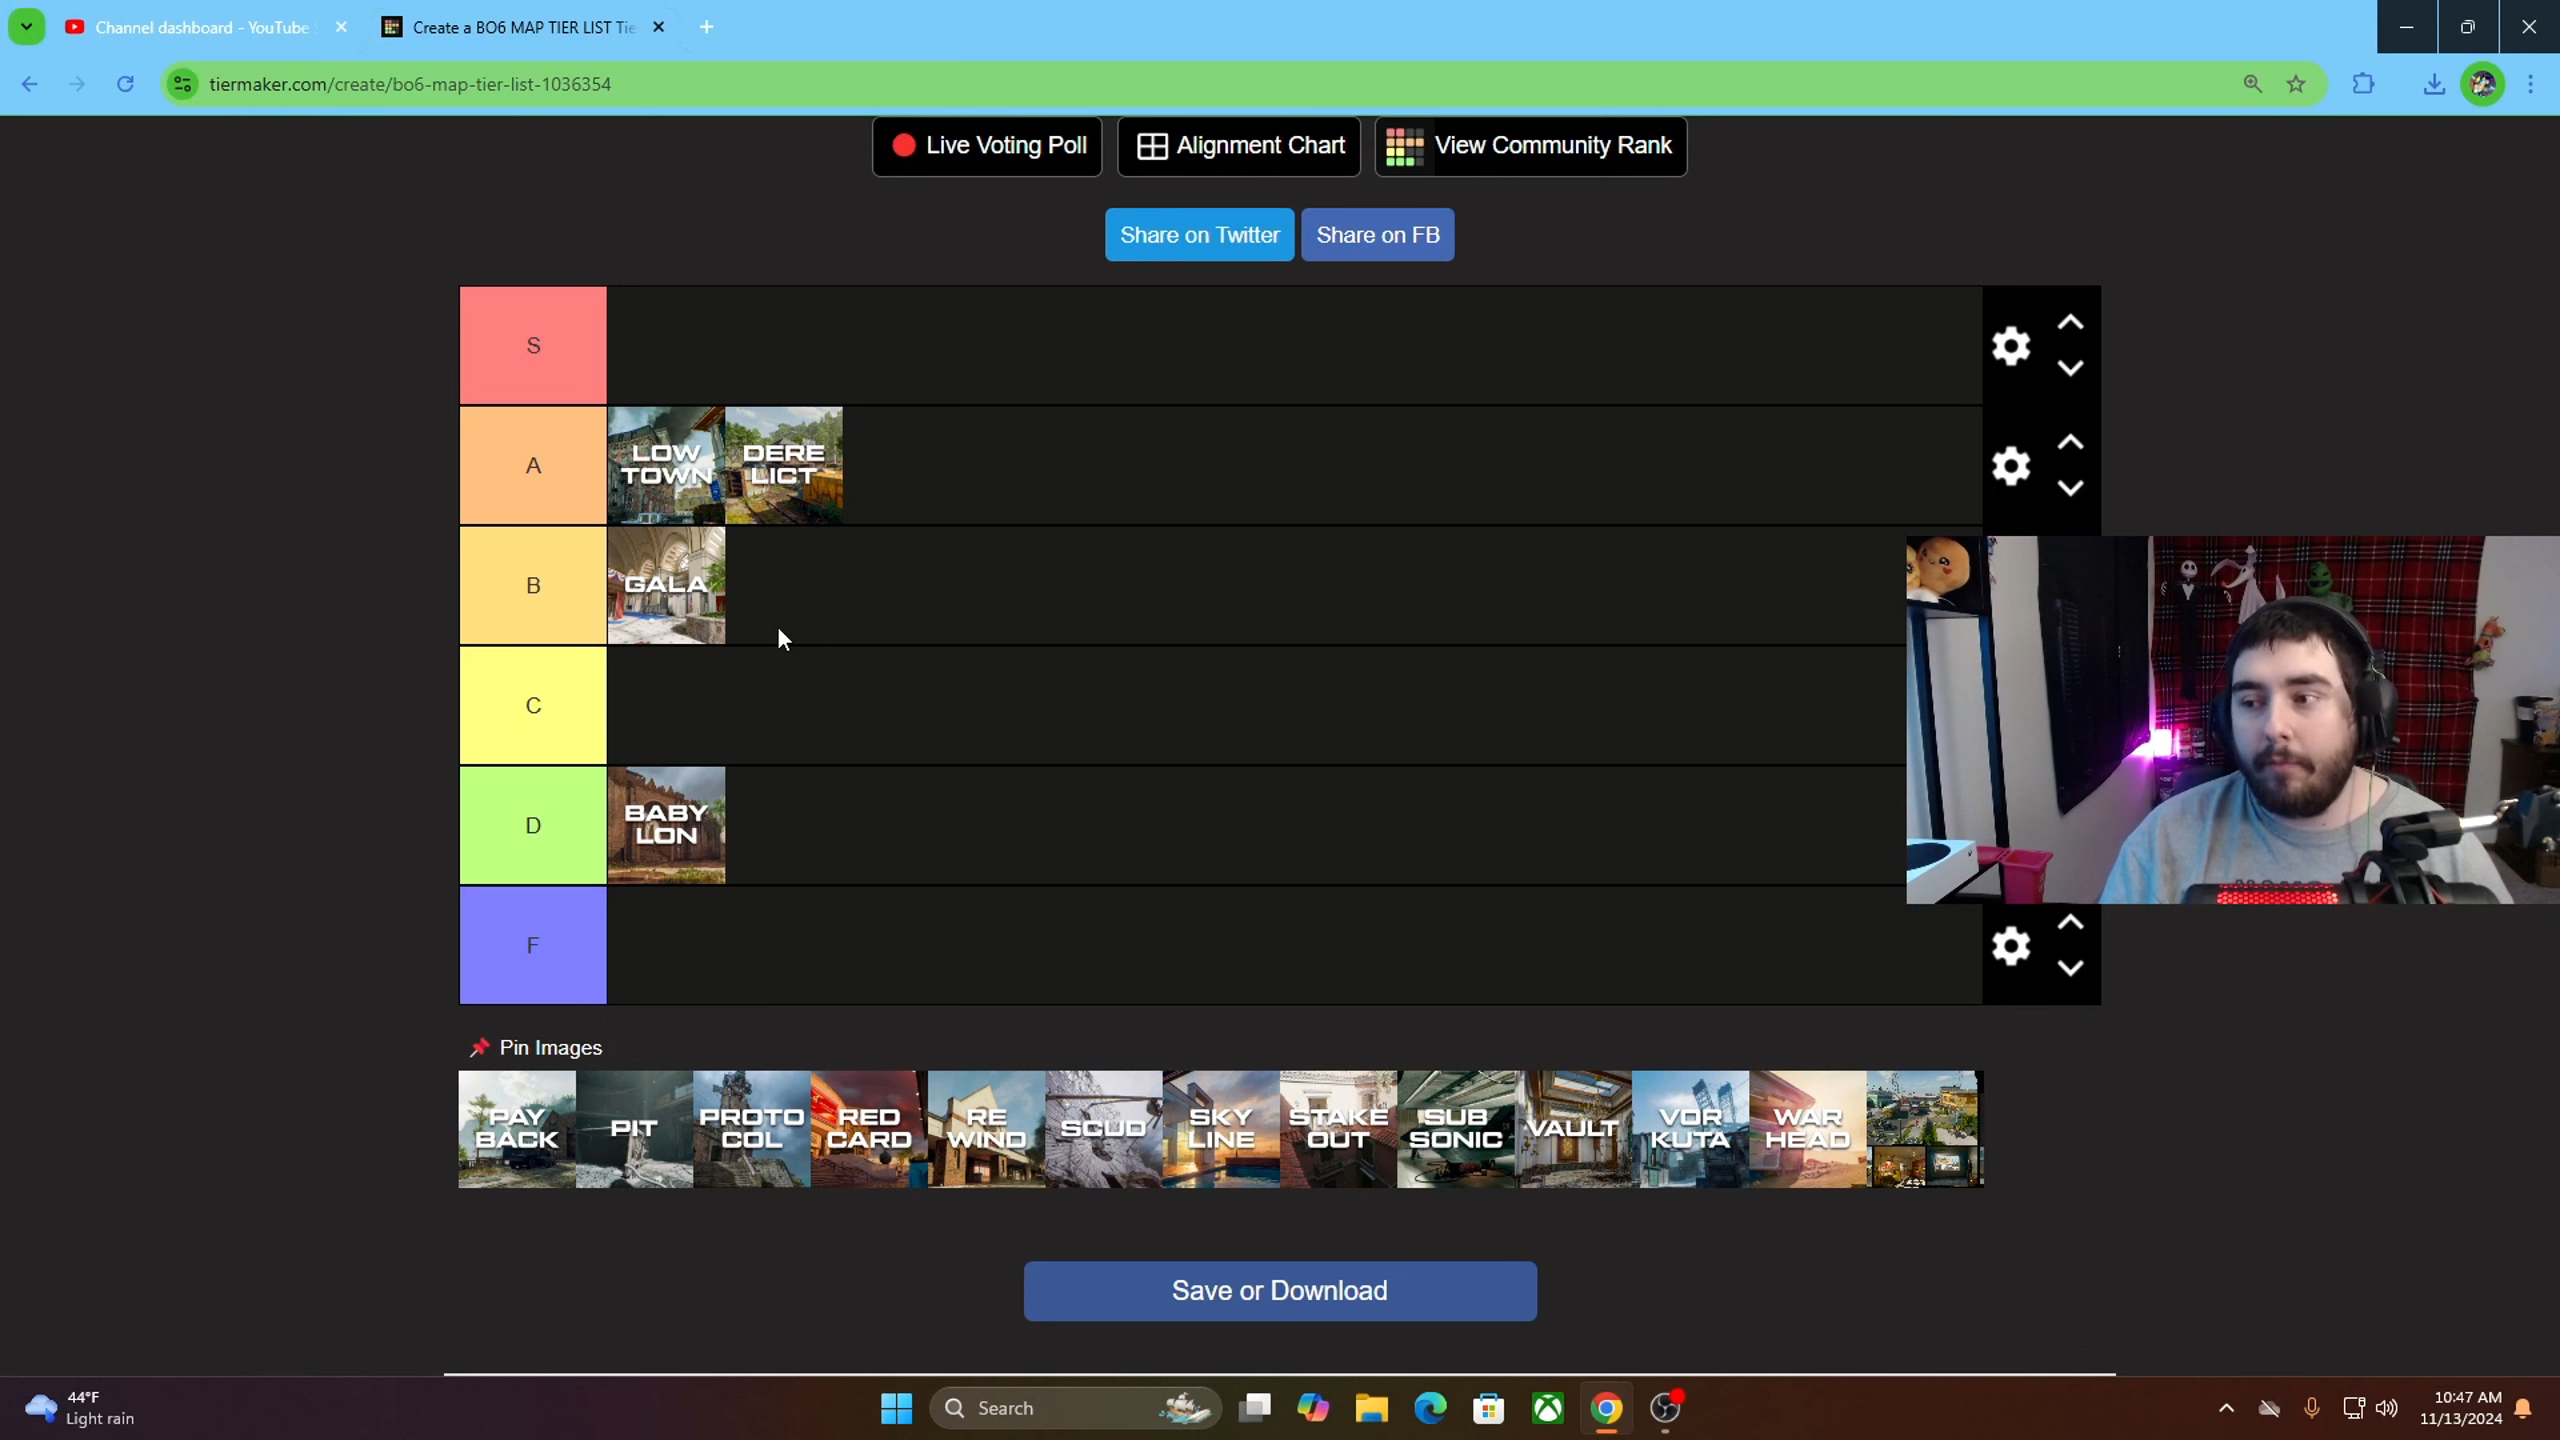 Channel dashboard - YouTube
Create a BO6 MAP TIER LIST Tie
tiermaker.com/create/bo6-map-tier-list-1036354
Live Voting Poll
Alignment Chart
View Community Rank
Share on Twitter
Share on FB
S
A
LOW
TOWN
DERE
LICT
B
GALA
C
D
BABY
LON
F
Pin Images
PAY
BACK
PIT
PROTO
COL
RED
CARD
RE
WIND
SCUD
SKY
LINE
STAKE
OUT
SUB
SONIC
VAULT
VOR
KUTA
WAR
HEAD
Save or Download
44°F
Light rain
Search
10:47 AM
11/13/2024